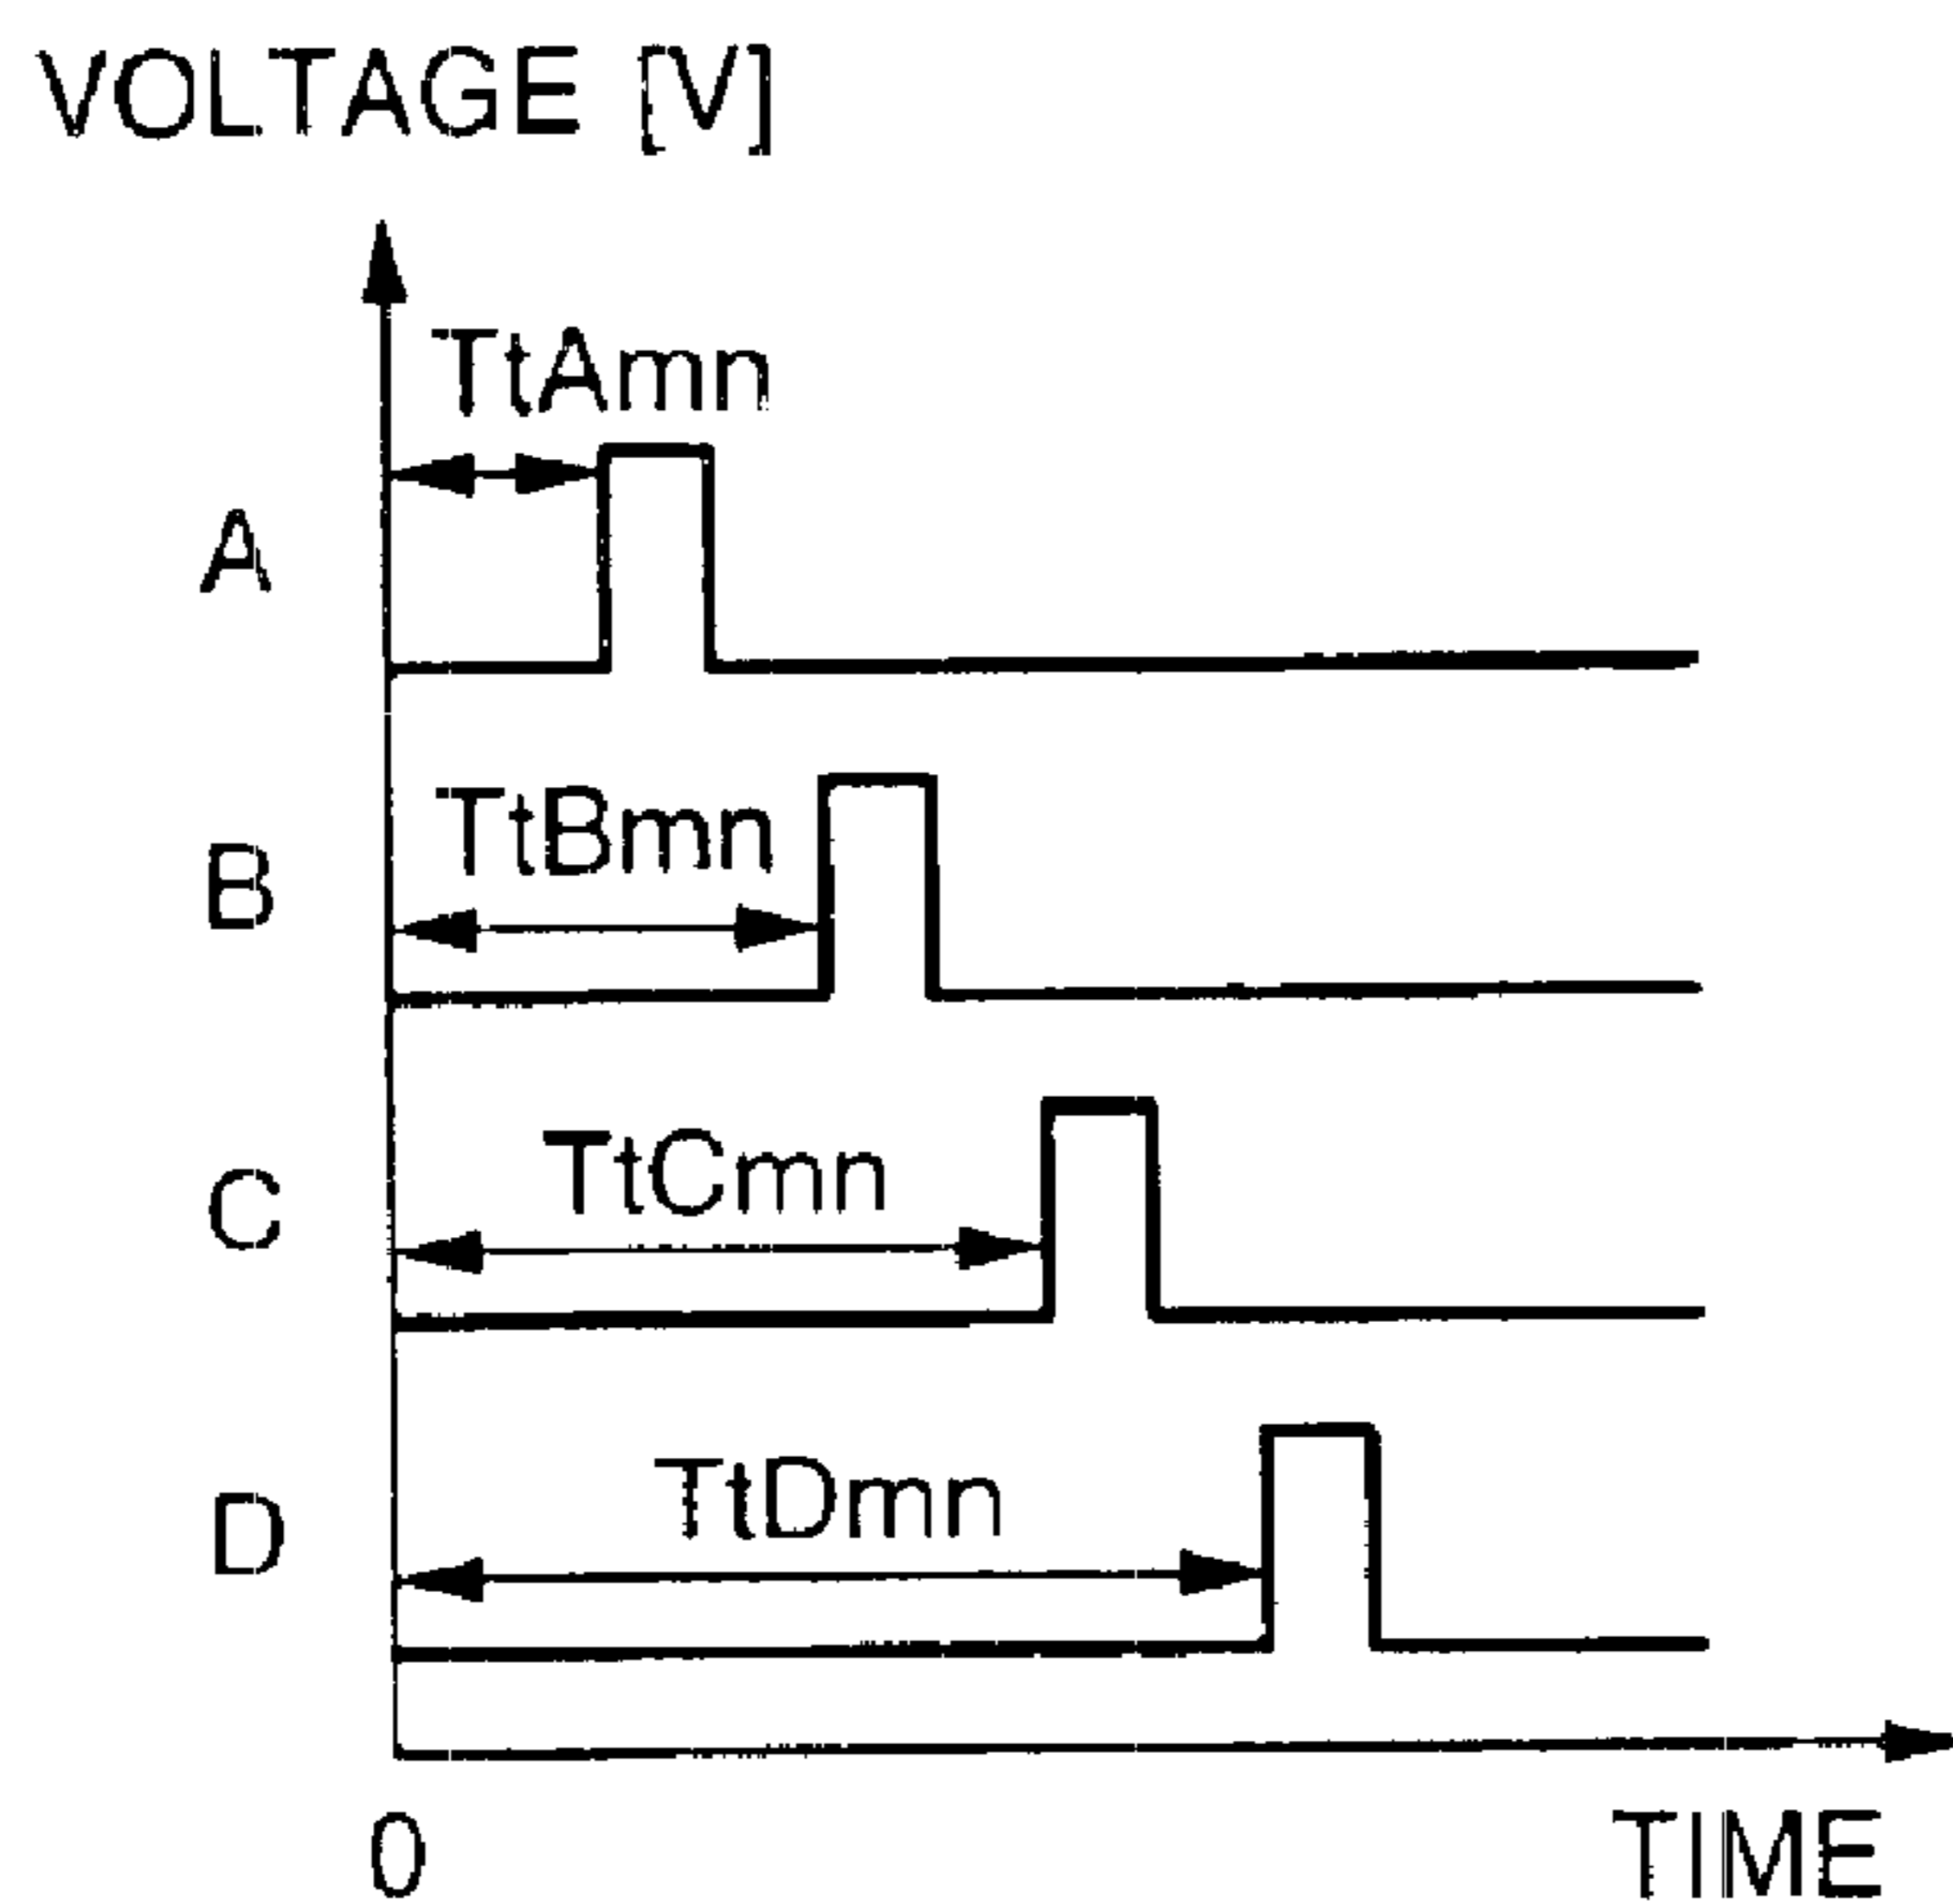 VOLTAGE [V]
TtAmn
A
TtBmn
B
TtCmn
C
TtDmn
D
0
TIME